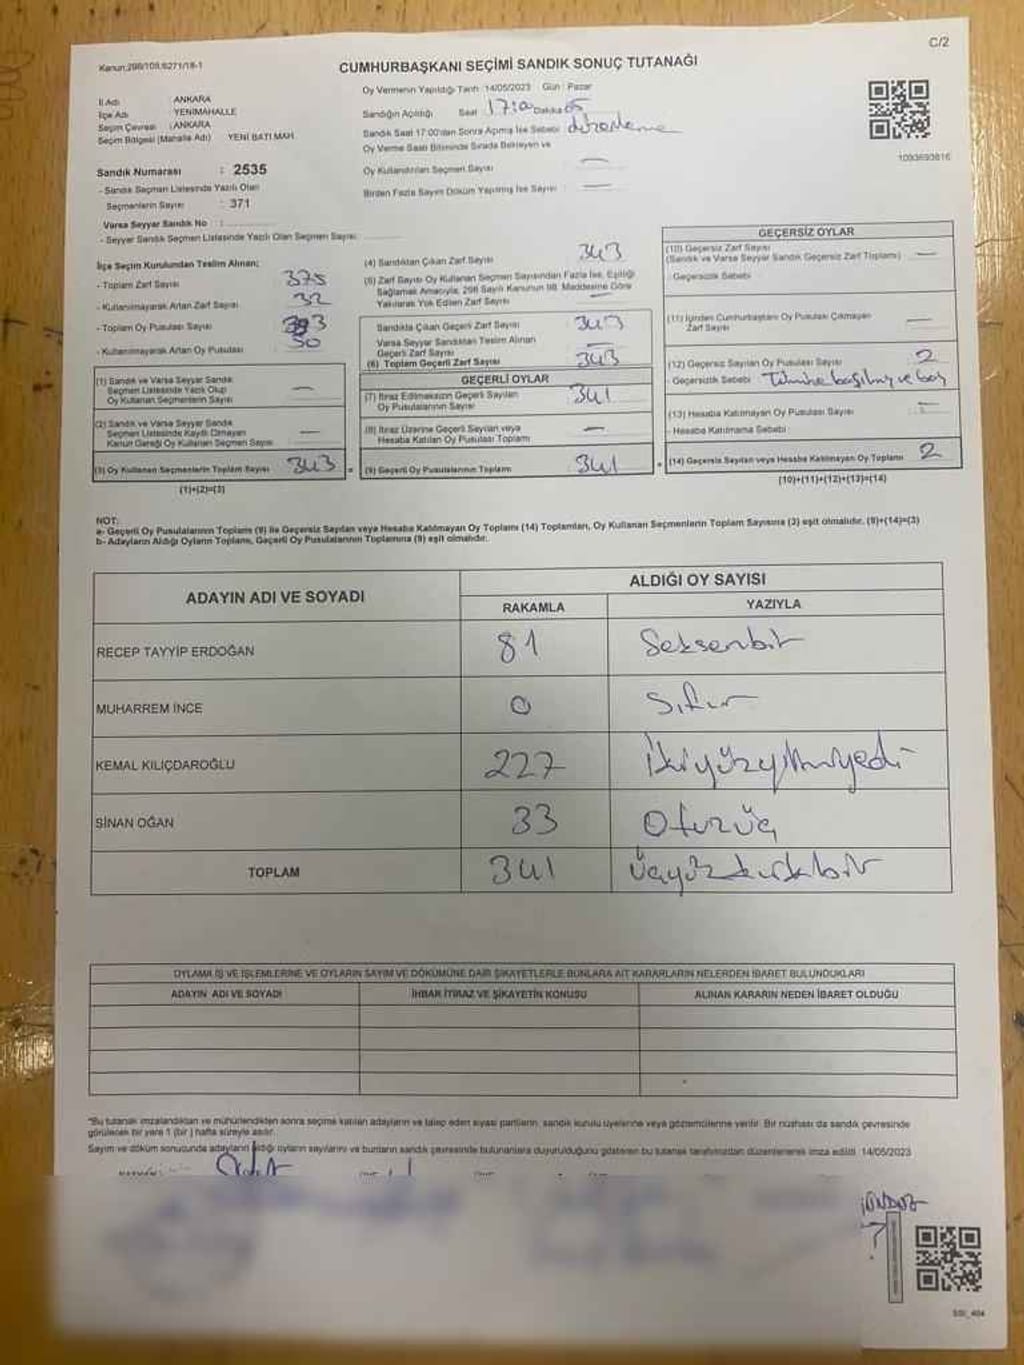 C/2
Kanun:298/109,6271/18-1
CUMHURBAŞKANI SEÇİMİ SANDIK SONUÇ TUTANAĞI
İl Adı : ANKARA
İlçe Adı : YENİMAHALLE
Seçim Çevresi : ANKARA
Seçim Bölgesi (Mahalle Adı) YENİ BATI MAH.
Sandık Numarası : 2535
- Sandık Seçmen Listesinde Yazılı Olan
Seçmenlerin Sayısı : 371
Varsa Seyyar Sandık No :
- Seyyar Sandık Seçmen Listesinde Yazılı Olan Seçmen Sayısı
Oy Vermenin Yapıldığı Tarih 14/05/2023 Gün : Pazar
Sandığın Açıldığı Saat 17:00 Dakika 05
Sandık Saat 17:00'dan Sonra Açılmış İse Sebebi düzenleme
Oy Verme Saati Bitiminde Sırada Bekleyen ve
Oy Kullandırılan Seçmen Sayısı —
Birden Fazla Sayım Döküm Yapılmış İse Sayısı : —
1093693616
İlçe Seçim Kurulundan Teslim Alınan;
- Toplam Zarf Sayısı 375
- Kullanılmayarak Artan Zarf Sayısı 32
- Toplam Oy Pusulası Sayısı
- Kullanılmayarak Artan Oy Pusulası 50
(1) Sandık ve Varsa Seyyar Sandık
Seçmen Listesinde Yazılı Olup
Oy Kullanan Seçmenlerin Sayısı —
(2) Sandık ve Varsa Seyyar Sandık
Seçmen Listesinde Kayıtlı Olmayan
Kanun Gereği Oy Kullanan Seçmen Sayısı —
(3) Oy Kullanan Seçmenlerin Toplam Sayısı 343
(1)+(2)=(3)
(4) Sandıktan Çıkan Zarf Sayısı 343
(5) Zarf Sayısı Oy Kullanan Seçmen Sayısından Fazla İse, Eşitliği
Sağlamak Amacıyla, 298 Sayılı Kanunun 98. Maddesine Göre
Yakılarak Yok Edilen Zarf Sayısı —
Sandıkta Çıkan Geçerli Zarf Sayısı 343
Varsa Seyyar Sandıktan Teslim Alınan
Geçerli Zarf Sayısı —
(6) Toplam Geçerli Zarf Sayısı 343
GEÇERLİ OYLAR
(7) İtiraz Edilmeksizin Geçerli Sayılan
Oy Pusulalarının Sayısı 341
(8) İtiraz Üzerine Geçerli Sayılan veya
Hesaba Katılan Oy Pusulası Toplamı —
(9) Geçerli Oy Pusulalarının Toplamı 341
GEÇERSİZ OYLAR
(10) Geçersiz Zarf Sayısı
(Sandık ve Varsa Seyyar Sandık Geçersiz Zarf Toplamı) —
- Geçersizlik Sebebi
(11) İçinden Cumhurbaşkanı Oy Pusulası Çıkmayan
Zarf Sayısı —
(12) Geçersiz Sayılan Oy Pusulası Sayısı 2
Geçersizlik Sebebi Tümüne basılmış ve boş
(13) Hesaba Katılmayan Oy Pusulası Sayısı —
- Hesaba Katılmama Sebebi
(14) Geçersiz Sayılan veya Hesaba Katılmayan Oy Toplamı 2
(10)+(11)+(12)+(13)=(14)
NOT:
a- Geçerli Oy Pusulalarının Toplamı (9) ile Geçersiz Sayılan veya Hesaba Katılmayan Oy Toplamı (14) Toplamları, Oy Kullanan Seçmenlerin Toplam Sayısına (3) eşit olmalıdır. (9)+(14)=(3)
b- Adayların Aldığı Oyların Toplamı, Geçerli Oy Pusulalarının Toplamına (9) eşit olmalıdır.
ADAYIN ADI VE SOYADI ALDIĞI OY SAYISI
RAKAMLA YAZIYLA
RECEP TAYYİP ERDOĞAN 81 Seksenbir
MUHARREM İNCE 0 Sıfır
KEMAL KILIÇDAROĞLU 227 İkiyüzyirmiyedi
SİNAN OĞAN 33 Otuzüç
TOPLAM 341 üçyüzkırkbir
OYLAMA İŞ VE İŞLEMLERİNE VE OYLARIN SAYIM VE DÖKÜMÜNE DAİR ŞİKAYETLERLE BUNLARA AİT KARARLARIN NELERDEN İBARET BULUNDUKLARI
ADAYIN ADI VE SOYADI İHBAR İTİRAZ VE ŞİKAYETİN KONUSU ALINAN KARARIN NEDEN İBARET OLDUĞU
*Bu tutanak imzalandıktan ve mühürlendikten sonra seçime katılan adayların ve talep eden siyasi partilerin, sandık kurulu üyelerine veya gözlemcilerine verilir. Bir nüshası da sandık çevresinde
görülecek bir yere 1 (bir) hafta süreyle asılır.
Sayım ve döküm sonucunda adayların aldığı oyların sayılarını ve bunların sandık çevresinde bulunanlara duyurulduğunu gösteren bu tutanak tarafımızdan düzenlenerek imza edildi. 14/05/2023